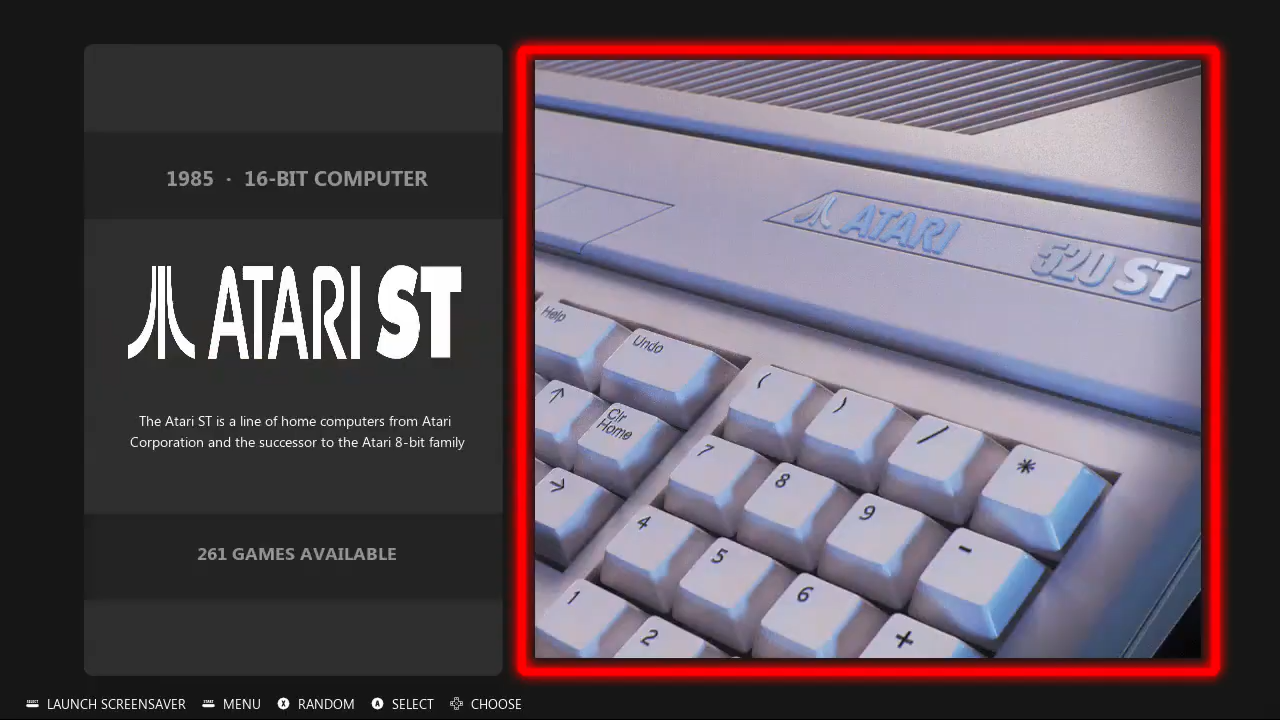 1985 · 16-BIT COMPUTER
ATARI ST
The Atari ST is a line of home computers from Atari
Corporation and the successor to the Atari 8-bit family
261 GAMES AVAILABLE
ATARI 520 ST
Help
Undo
( ) / *
↑ Clr Home
7 8 9 -
→
4 5 6 +
1 2
SELECT LAUNCH SCREENSAVER START MENU X RANDOM A SELECT CHOOSE